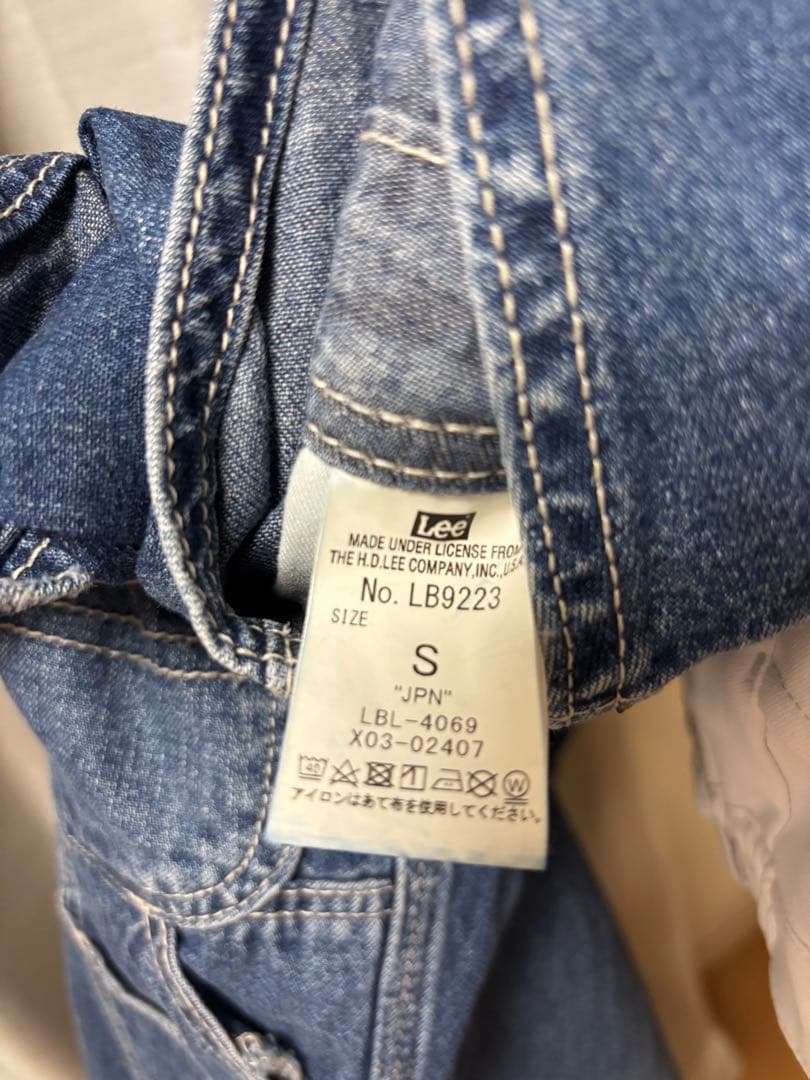 Lee
MADE UNDER LICENSE FROM
THE H.D.LEE COMPANY,INC.,U.S.A
No. LB9223
SIZE
S
"JPN"
LBL-4069
X03-02407
40 W
アイロンはあて布を使用してください。